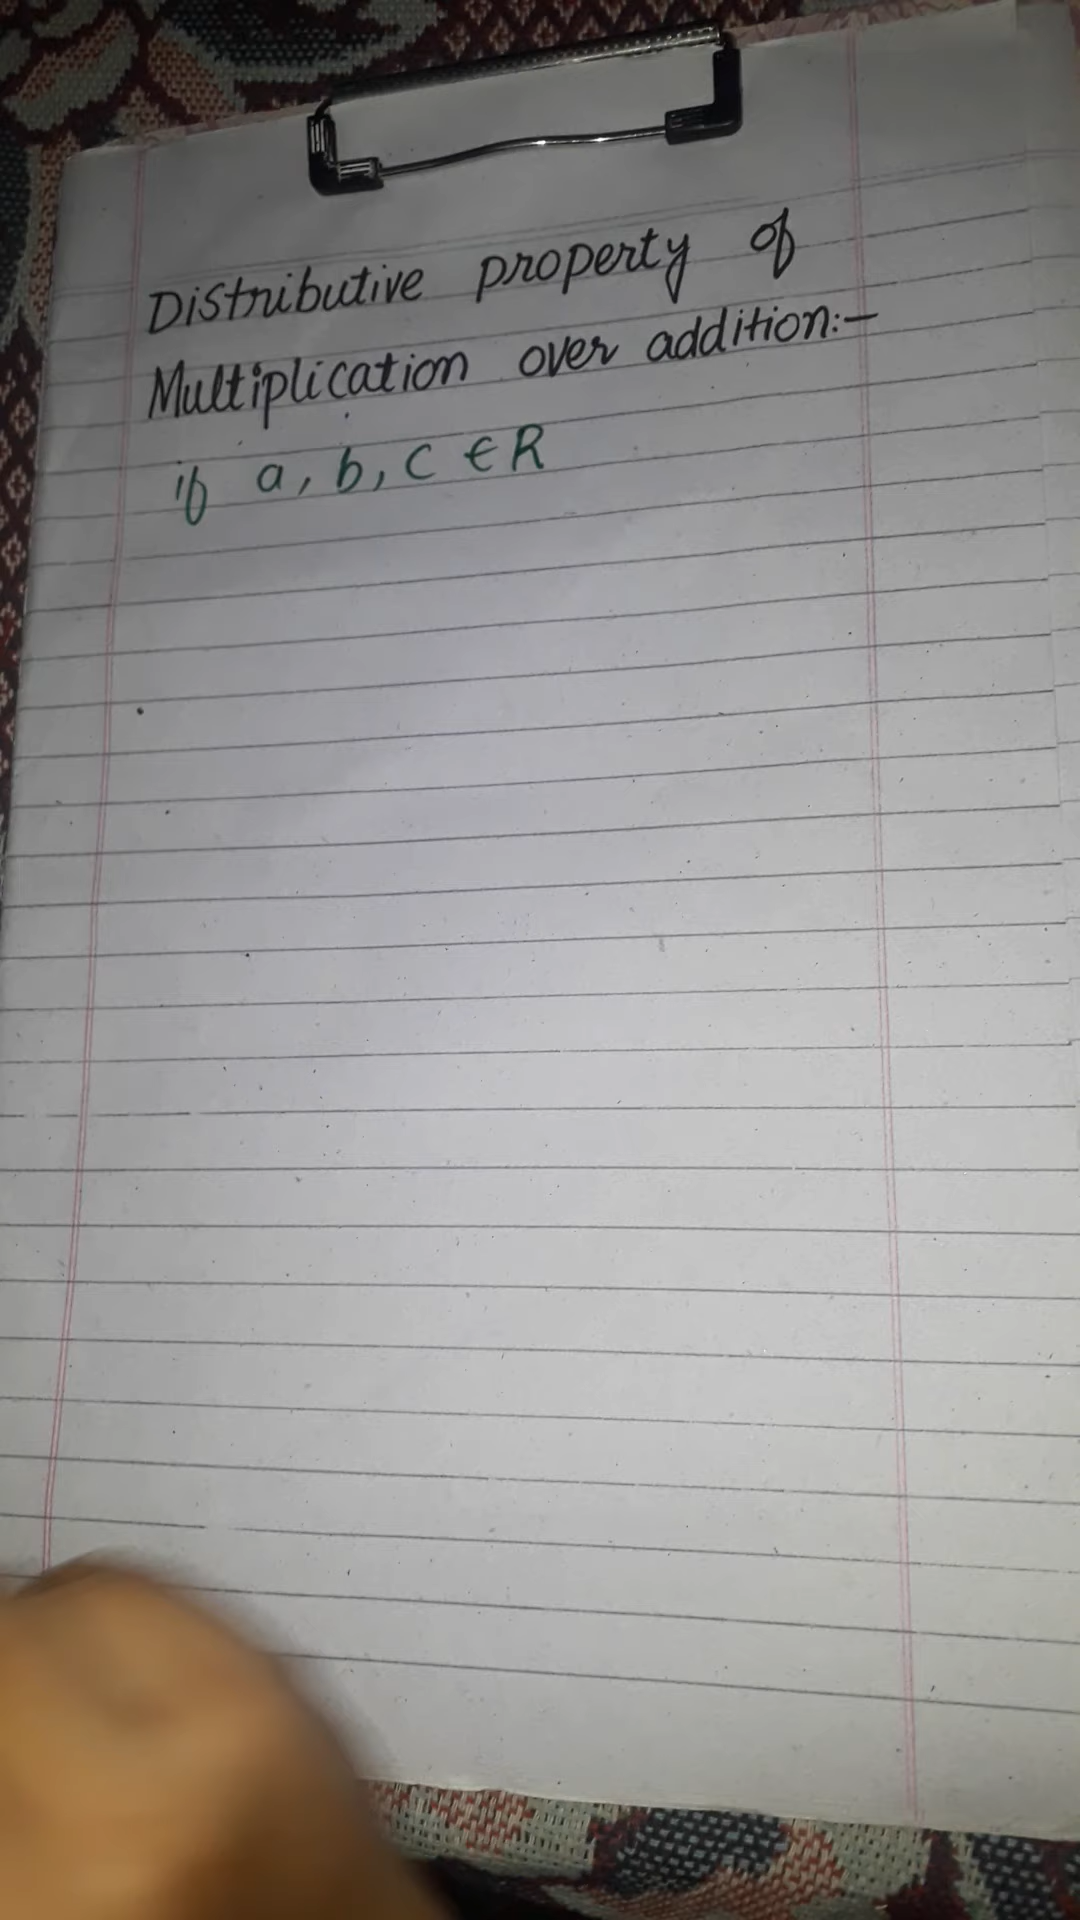 Distributive property of
Multiplication over addition:-
if a, b, c ∈ R